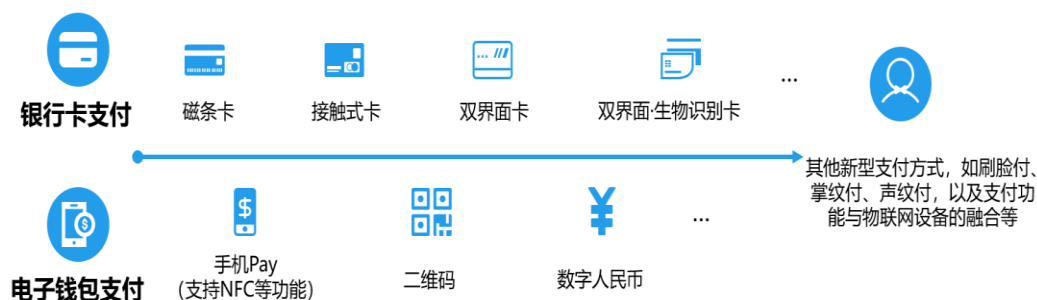 银行卡支付
磁条卡
接触式卡
双界面卡
双界面·生物识别卡
...
其他新型支付方式，如刷脸付、
掌纹付、声纹付，以及支付功
能与物联网设备的融合等
电子钱包支付
手机Pay
(支持NFC等功能)
二维码
数字人民币
...